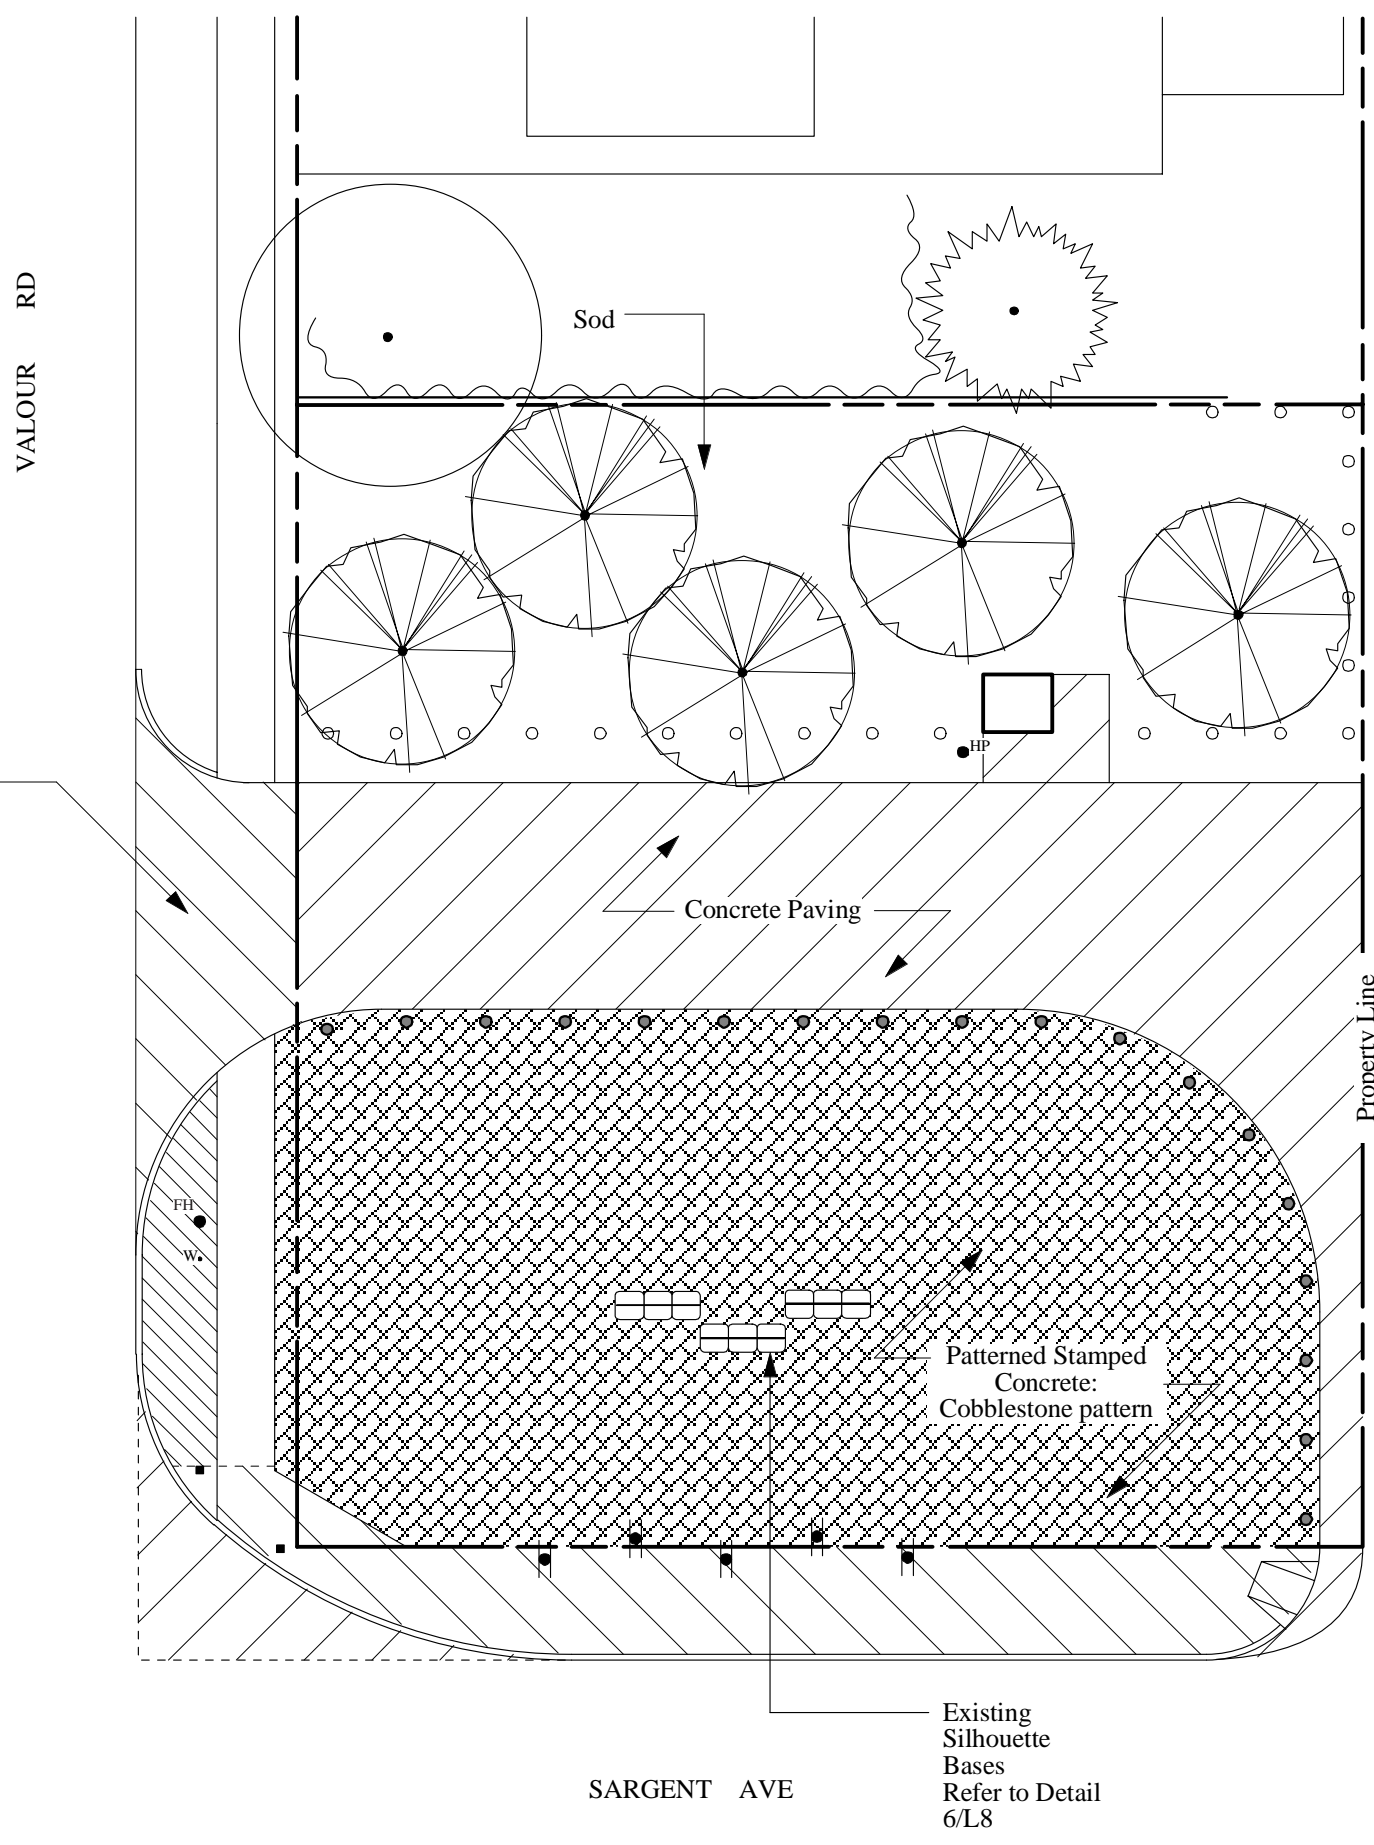 VALOUR RD
Sod
HP
Concrete Paving
Property Line
FH
W
Patterned Stamped
Concrete:
Cobblestone pattern
Existing
Silhouette
Bases
Refer to Detail
6/L8
SARGENT AVE